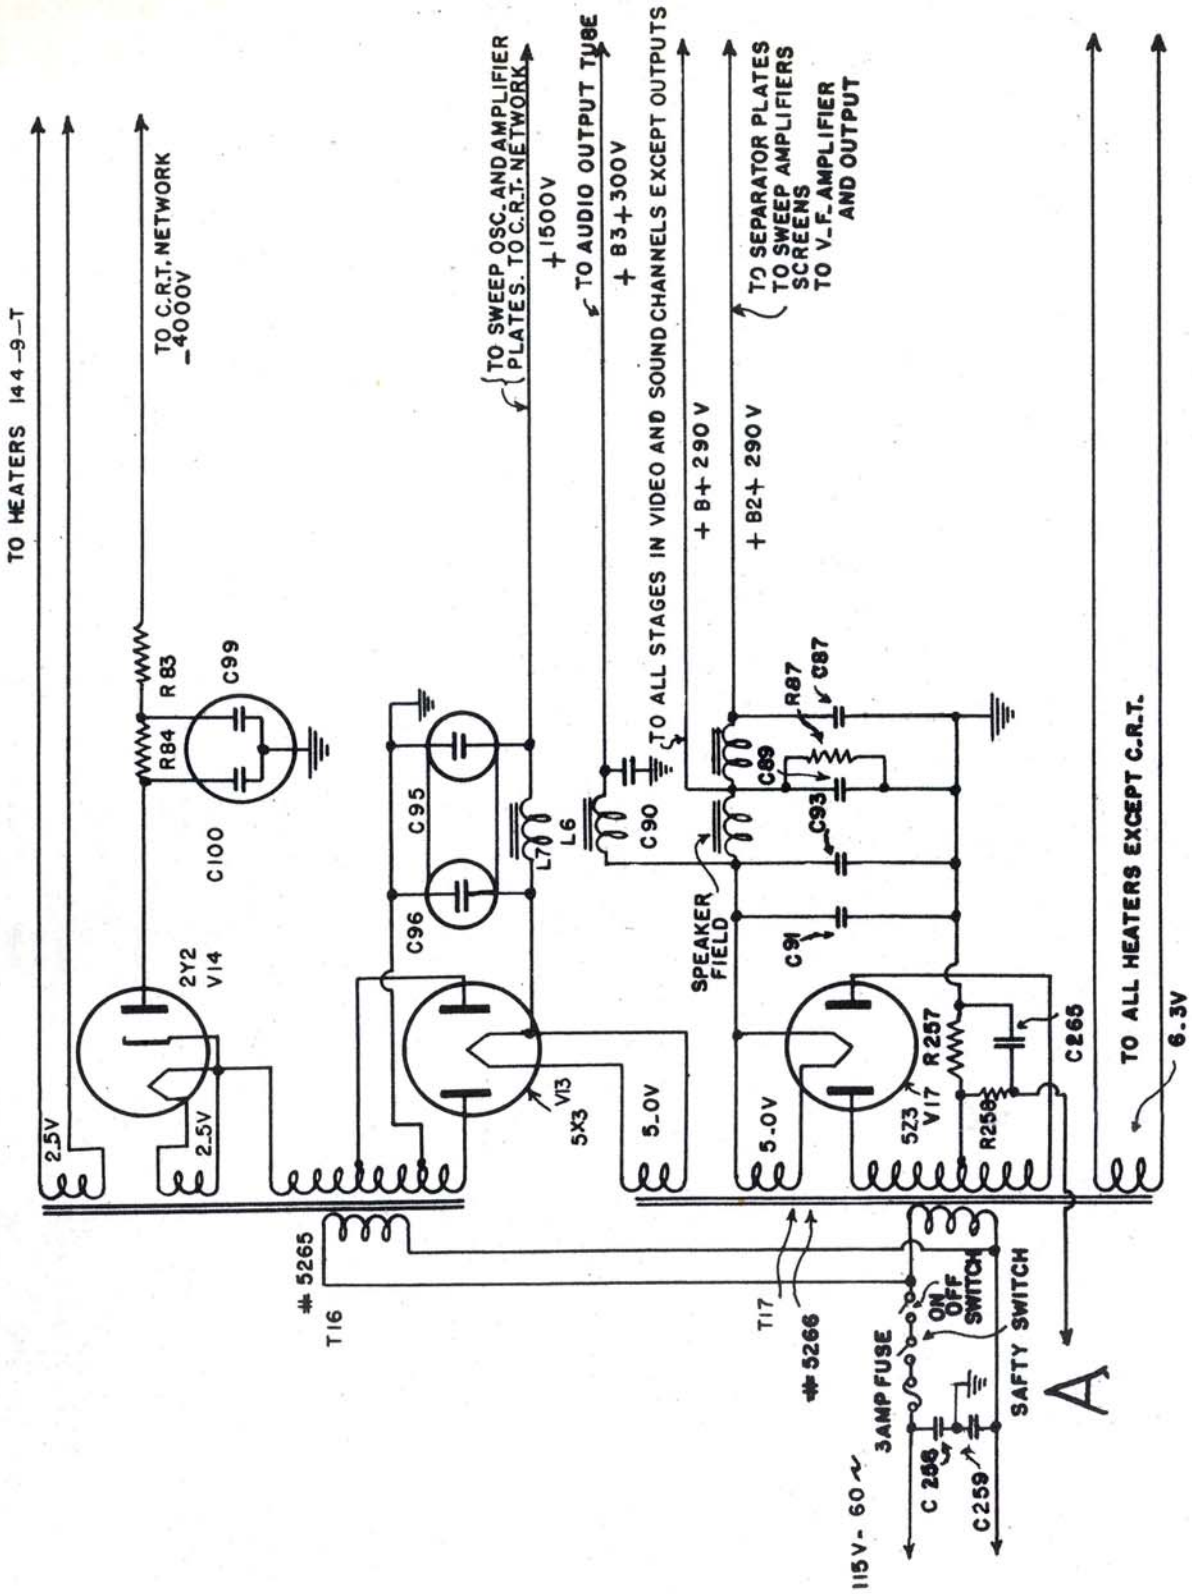 TO HEATERS 144-9-T
2.5V
2.5V
2Y2
V14
C100
R84
R83
C99
TO C.R.T. NETWORK
-4000V
# 5265
T16
C96
C95
V13
5X3
5.0V
L7
L6
C90
{TO SWEEP OSC. AND AMPLIFIER
{PLATES. TO C.R.T. NETWORK
+1500V
TO AUDIO OUTPUT TUBE
+ B3+300V
TO ALL STAGES IN VIDEO AND SOUND CHANNELS EXCEPT OUTPUTS
+ B+ 290V
+ B2+ 290V
TO SEPARATOR PLATES
TO SWEEP AMPLIFIERS
SCREENS
TO V.F. AMPLIFIER
AND OUTPUT
SPEAKER
FIELD
C91
C93
C89
R87
C87
T17
# 5266
5.0V
5Z3
V17
R257
R258
C265
115V-60~
3AMP FUSE
ON
OFF
SWITCH
C 258
C259
SAFTY SWITCH
A
TO ALL HEATERS EXCEPT C.R.T.
6.3V